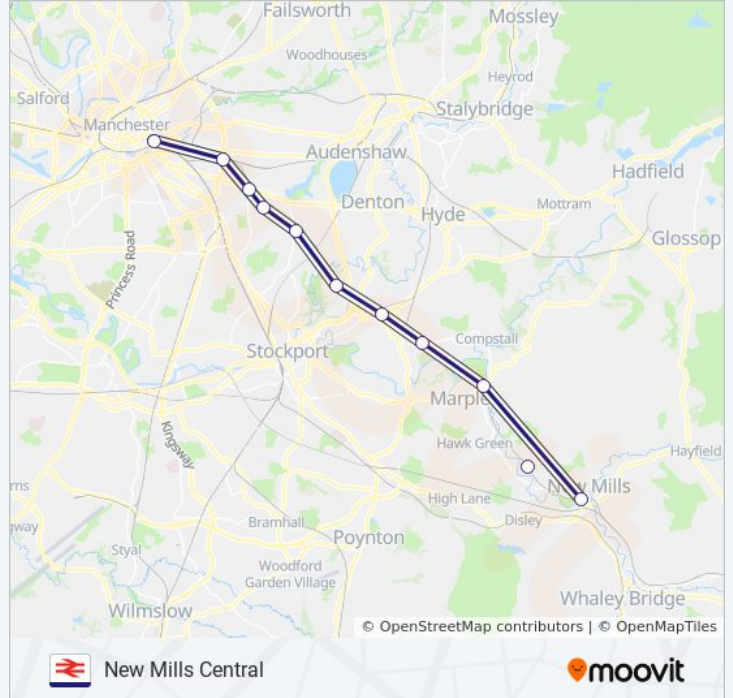 Failsworth
Mossley
Woodhouses
Heyrod
Salford
Stalybridge
Manchester
Audenshaw
Hadfield
Denton
Mottram
Hyde
Glossop
Princess Road
Compstall
Stockport
Marple
Kingsway
Hawk Green
Hayfield
New Mills
High Lane
Disley
Bramhall
Poynton
Styal
Woodford
Garden Village
Whaley Bridge
Wilmslow
© OpenStreetMap contributors | © OpenMapTiles
New Mills Central
moovit